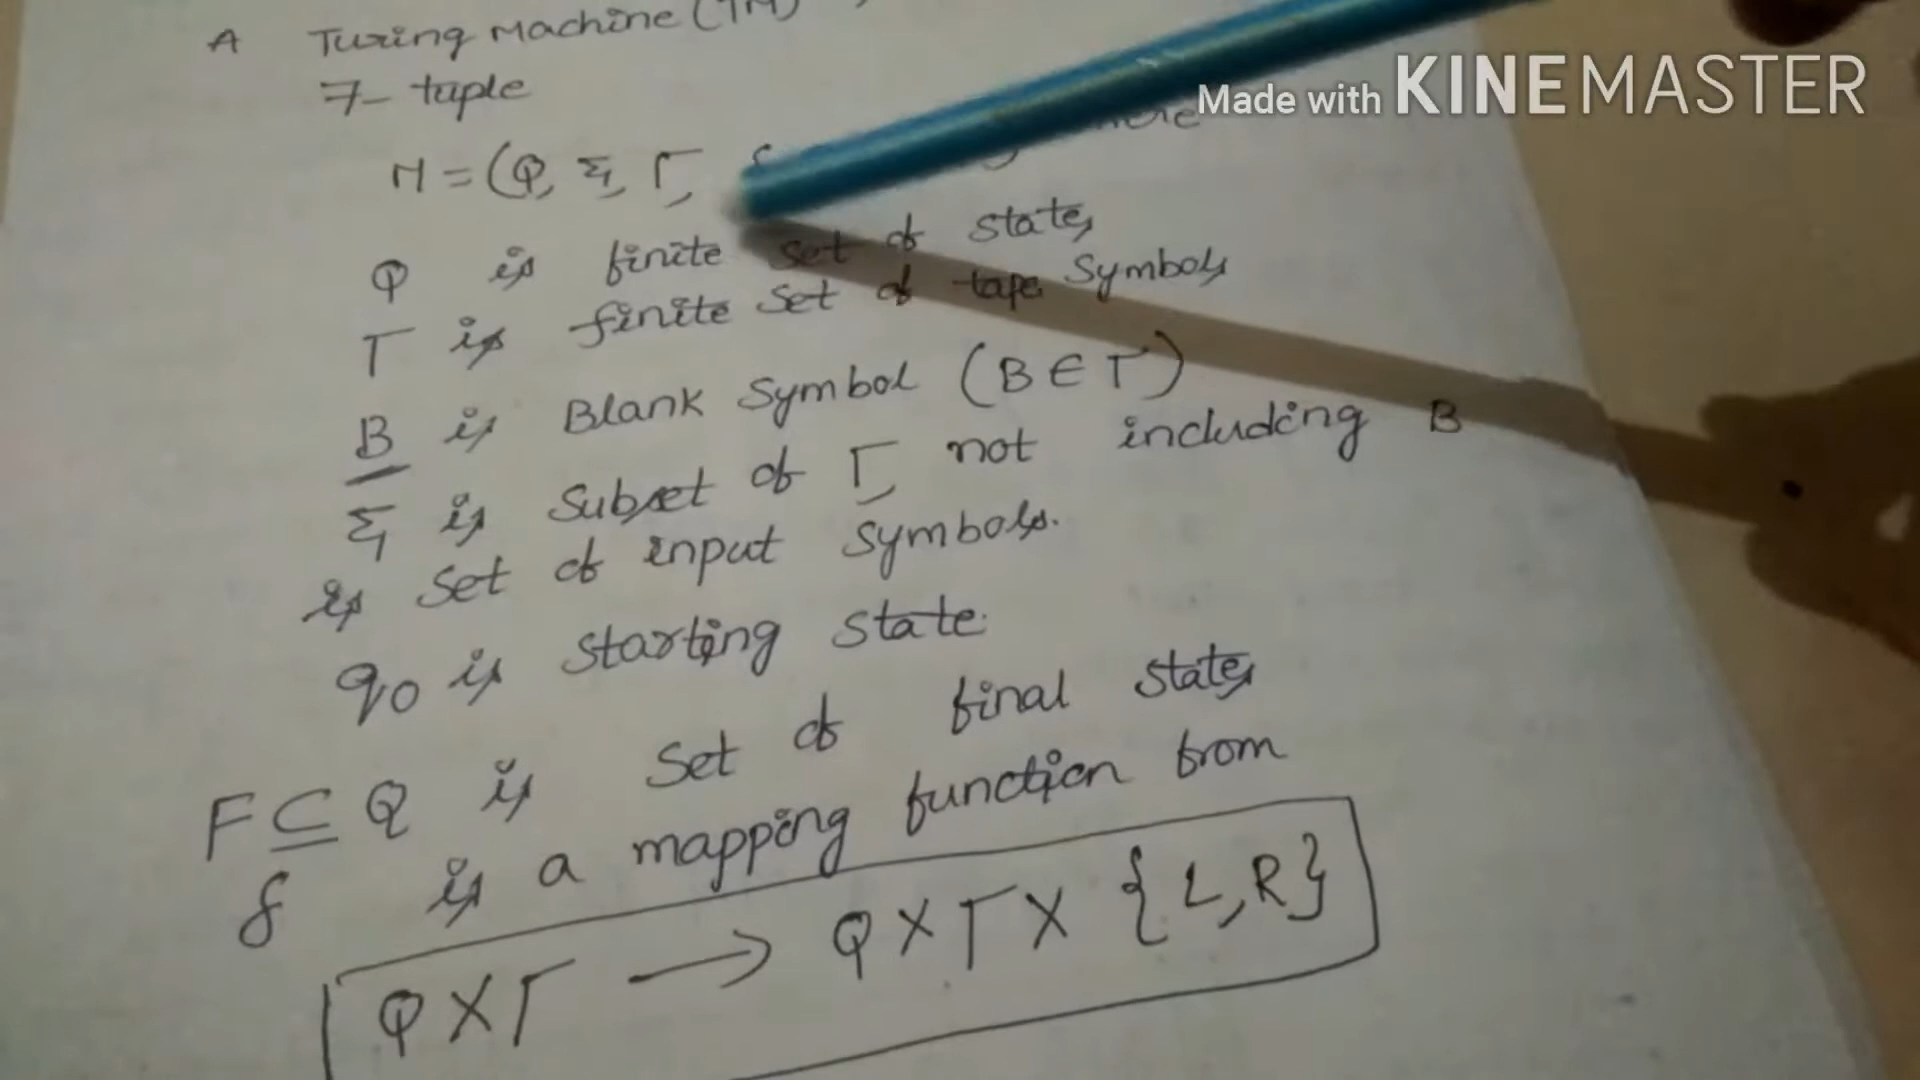 A Turing Machine (TM)
7- tuple
Made with KINEMASTER
M = (Q, Σ, Γ, δ
Q is finite set of states
Γ is finite set of tape symbols
B is Blank symbol (B ∈ Γ)
Σ is subset of Γ, not including B
is set of input symbols.
q0 is starting state.
F ⊆ Q is set of final states
δ is a mapping function from
Q X Γ → Q X Γ X {L, R}